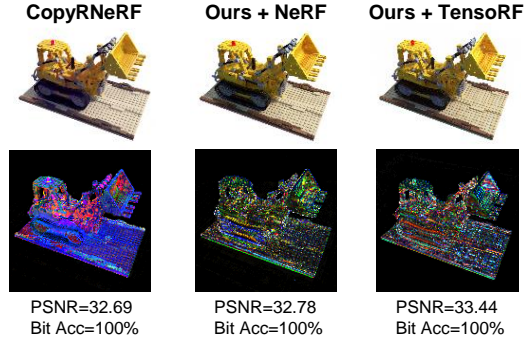 CopyRNeRF Ours + NeRF Ours + TensoRF
PSNR=32.69 PSNR=32.78 PSNR=33.44
Bit Acc=100% Bit Acc=100% Bit Acc=100%